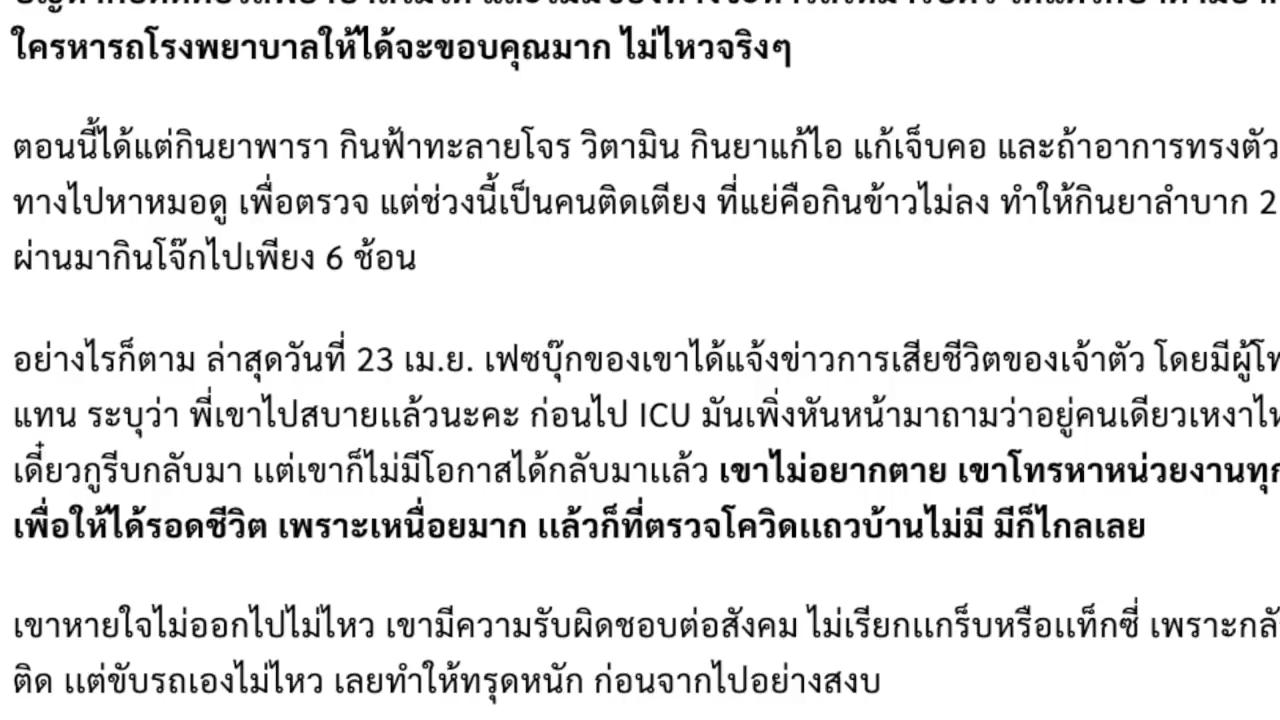 ใครหารถโรงพยาบาลให้ได้จะขอบคุณมาก ไม่ไหวจริงๆ
ตอนนี้ได้แต่กินยาพารา กินฟ้าทะลายโจร วิตามิน กินยาแก้ไอ แก้เจ็บคอ และถ้าอาการทรงตัว
ทางไปหาหมอดู เพื่อตรวจ แต่ช่วงนี้เป็นคนติดเตียง ที่แย่คือกินข้าวไม่ลง ทำให้กินยาลำบาก 2
ผ่านมากินโจ๊กไปเพียง 6 ช้อน
อย่างไรก็ตาม ล่าสุดวันที่ 23 เม.ย. เฟซบุ๊กของเขาได้แจ้งข่าวการเสียชีวิตของเจ้าตัว โดยมีผู้
แทน ระบุว่า พี่เขาไปสบายแล้วนะคะ ก่อนไป ICU มันเพิ่งหันหน้ามาถามว่าอยู่คนเดียวเหงา
เดี๋ยวกูรีบกลับมา แต่เขาก็ไม่มีโอกาสได้กลับมาแล้ว เขาไม่อยากตาย เขาโทรหาหน่วยงาน
เพื่อให้ได้รอดชีวิต เพราะเหนื่อยมาก แล้วก็ที่ตรวจโควิดแถวบ้านไม่มี มีก็ไกลเลย
เขาหายใจไม่ออกไปไม่ไหว เขามีความรับผิดชอบต่อสังคม ไม่เรียกแกร็บหรือแท็กซี่ เพราะ
ติด แต่ขับรถเองไม่ไหว เลยทำให้ทรุดหนัก ก่อนจากไปอย่างสงบ